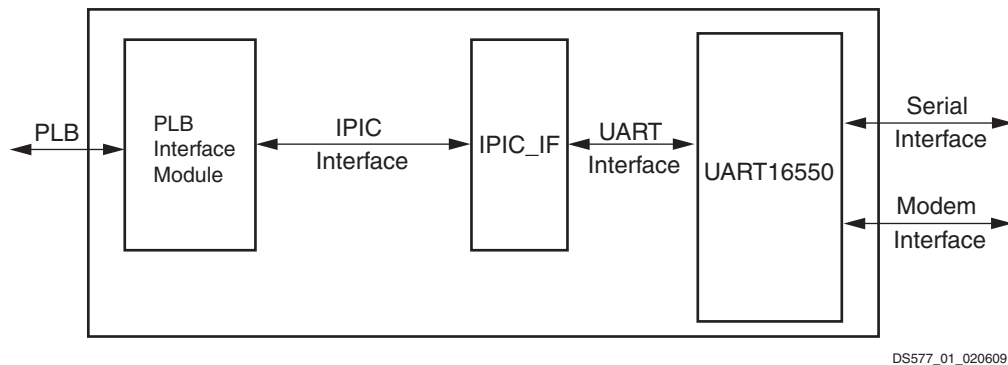 PLB
PLB
Interface
Module
IPIC
Interface
IPIC_IF
UART
Interface
UART16550
Serial
Interface
Modem
Interface
DS577_01_020609